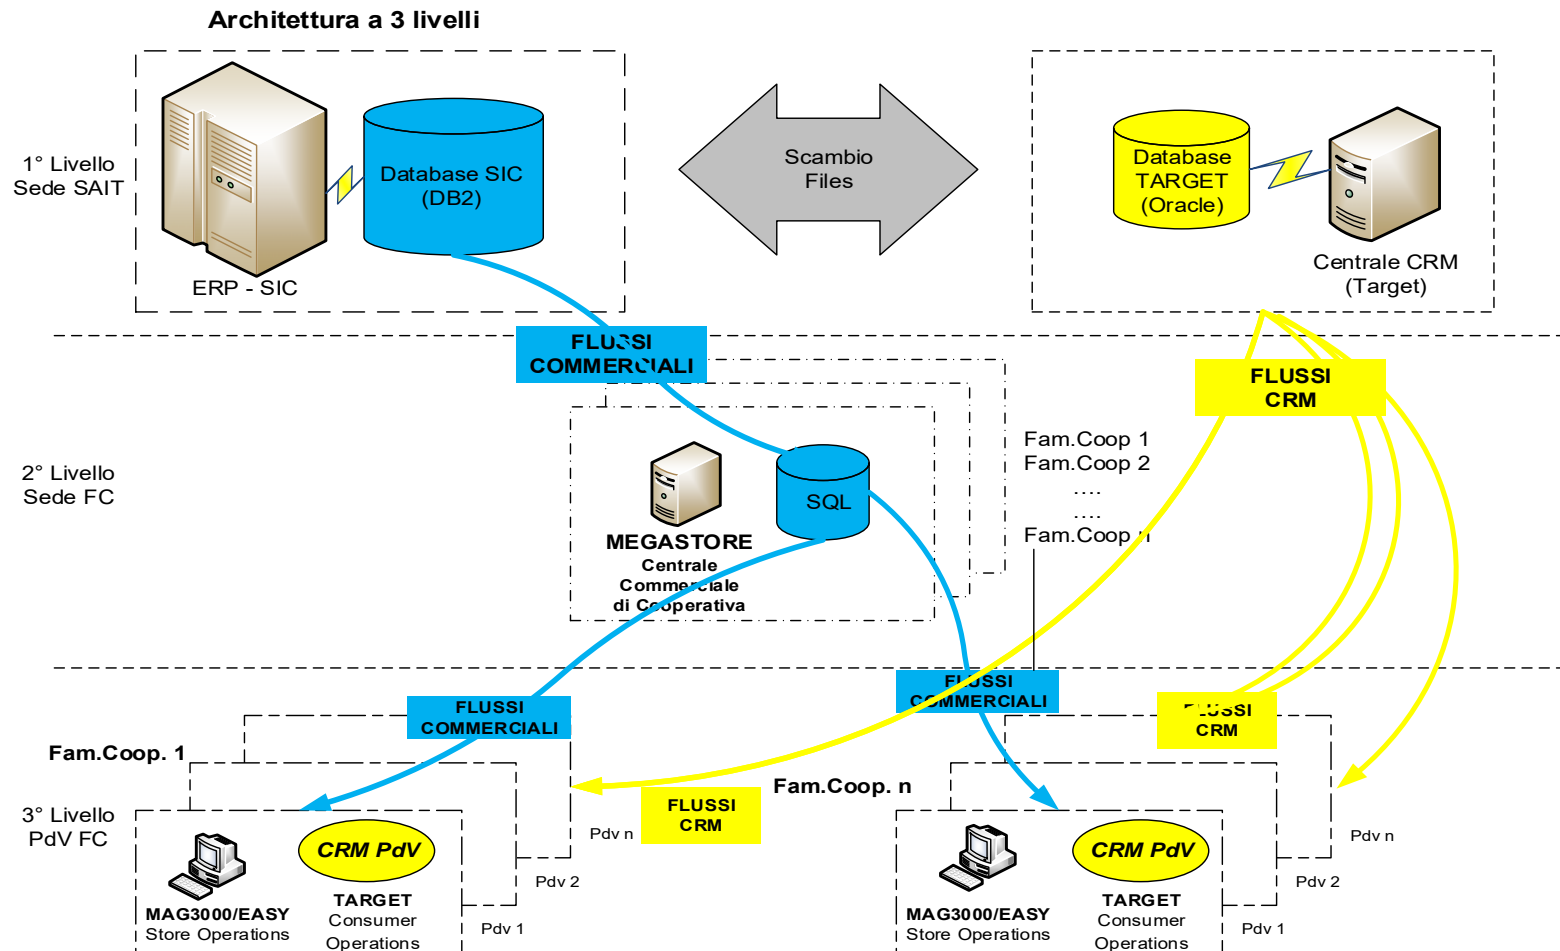 Architettura a 3 livelli
1° Livello
Sede SAIT
Database SIC
(DB2)
ERP - SIC
Scambio
Files
Database
TARGET
(Oracle)
Centrale CRM
(Target)
FLUSSI
COMMERCIALI
FLUSSI
CRM
2° Livello
Sede FC
SQL
MEGASTORE
Centrale
Commerciale
di Cooperativa
Fam.Coop 1
Fam.Coop 2
....
....
Fam.Coop n
FLUSSI
COMMERCIALI
FLUSSI
COMMERCIALI
FLUSSI
CRM
Fam.Coop. 1
Fam.Coop. n
FLUSSI
CRM
3° Livello
PdV FC
CRM PdV
MAG3000/EASY
Store Operations
TARGET
Consumer
Operations
Pdv 1
Pdv 2
Pdv n
CRM PdV
MAG3000/EASY
Store Operations
TARGET
Consumer
Operations
Pdv 1
Pdv 2
Pdv n